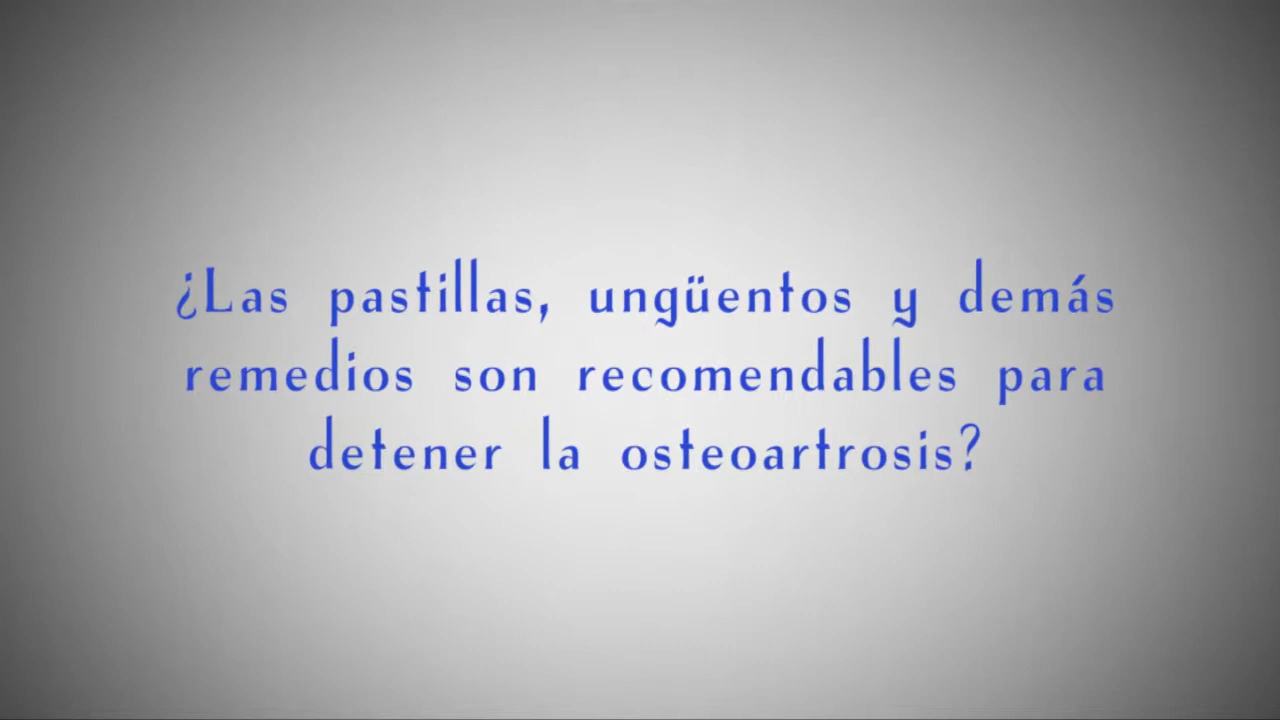 ¿Las pastillas, ungüentos y demás
remedios son recomendables para
detener la osteoartrosis?